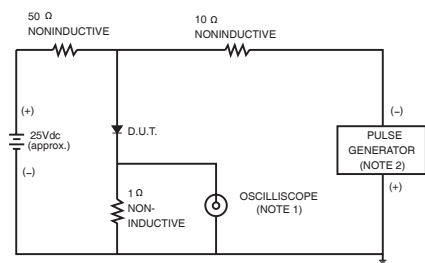 50 Ω
NONINDUCTIVE
10 Ω
NONINDUCTIVE
(+)
25Vdc
(approx.)
(−)
D.U.T.
1 Ω
NON-
INDUCTIVE
OSCILLISCOPE
(NOTE 1)
(−)
PULSE
GENERATOR
(NOTE 2)
(+)